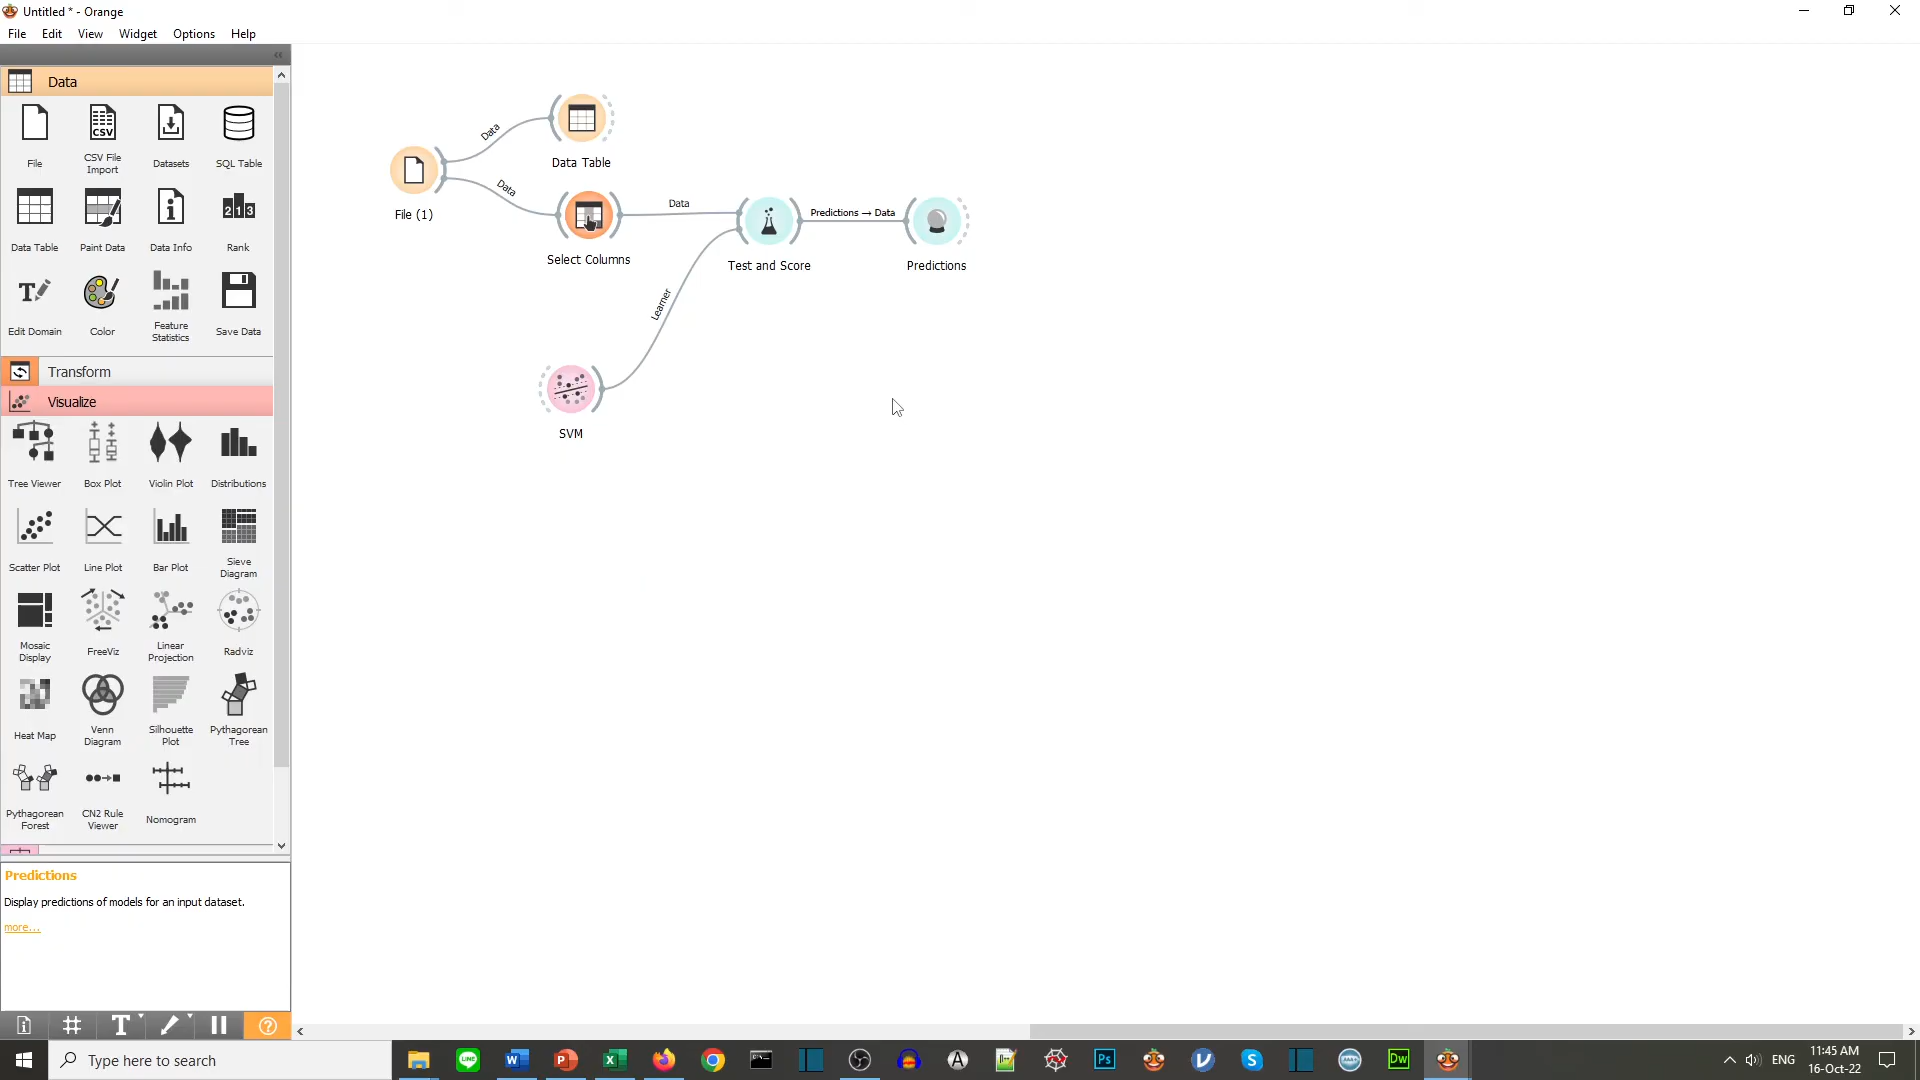 Untitled * - Orange
File Edit View Widget Options Help
Data
File CSV File Import Datasets SQL Table
Data Table Paint Data Data Info Rank
Edit Domain Color Feature Statistics Save Data
Transform
Visualize
Tree Viewer Box Plot Violin Plot Distributions
Scatter Plot Line Plot Bar Plot Sieve Diagram
Mosaic Display FreeViz Linear Projection Radviz
Heat Map Venn Diagram Silhouette Plot Pythagorean Tree
Pythagorean Forest CN2 Rule Viewer Nomogram
Predictions
Display predictions of models for an input dataset.
more...
Data
Data Table
Data
File (1)
Data
Predictions → Data
Select Columns
Test and Score
Predictions
Learner
SVM
Type here to search
ENG
11:45 AM
16-Oct-22